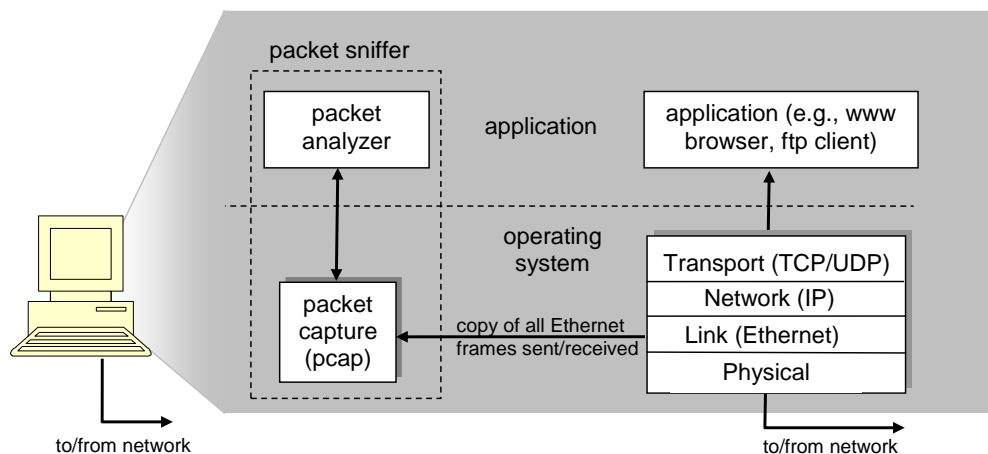 packet sniffer
packet
analyzer
application
application (e.g., www
browser, ftp client)
operating
system
packet
capture
(pcap)
copy of all Ethernet
frames sent/received
Transport (TCP/UDP)
Network (IP)
Link (Ethernet)
Physical
to/from network
to/from network